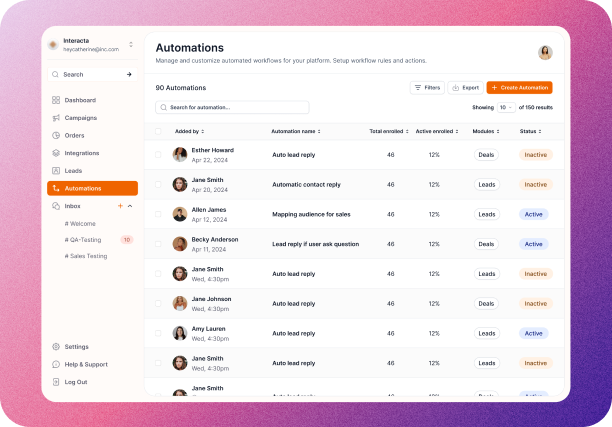 Interacta
heycatherine@inc.com
Search
Dashboard
Campaigns
Orders
Integrations
Leads
Automations
Inbox
# Welcome
# QA-Testing 10
# Sales Testing
Settings
Help & Support
Log Out
Automations
Manage and customize automated workflows for your platform. Setup workflow rules and actions.
90 Automations
Filters Export + Create Automation
Search for automation...
Showing 10 of 150 results
Added by Automation name Total enrolled Active enrolled Modules Status
Esther Howard
Apr 22, 2024
Auto lead reply 46 12% Deals Inactive
Jane Smith
Apr 20, 2024
Automatic contact reply 46 12% Leads Inactive
Allen James
Apr 12, 2024
Mapping audience for sales 46 12% Leads Active
Becky Anderson
Apr 11, 2024
Lead reply if user ask question 46 12% Deals Active
Jane Smith
Wed, 4:30pm
Auto lead reply 46 12% Leads Inactive
Jane Johnson
Wed, 4:30pm
Auto lead reply 46 12% Deals Inactive
Amy Lauren
Wed, 4:30pm
Auto lead reply 46 12% Leads Active
Jane Smith
Wed, 4:30pm
Auto lead reply 46 12% Leads Inactive
Jane Smith